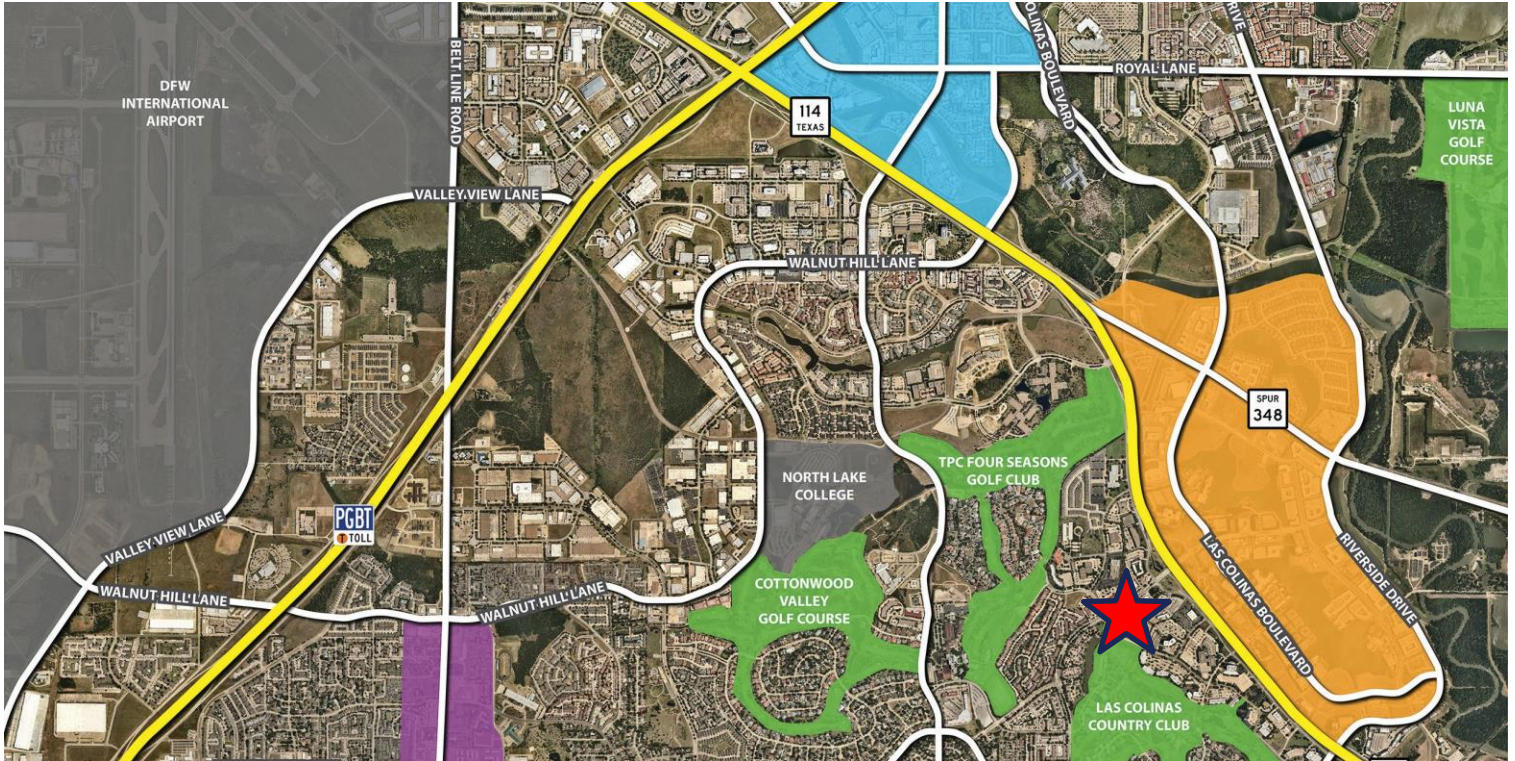 DFW
INTERNATIONAL
AIRPORT
BELT LINE ROAD
114
TEXAS
COLINAS BOULEVARD
RIVE
ROYAL LANE
LUNA
VISTA
GOLF
COURSE
VALLEY VIEW LANE
WALNUT HILL LANE
SPUR
348
NORTH LAKE
COLLEGE
TPC FOUR SEASONS
GOLF CLUB
PGBT
T TOLL
VALLEY VIEW LANE
WALNUT HILL LANE
WALNUT HILL LANE
COTTONWOOD
VALLEY
GOLF COURSE
LAS COLINAS BOULEVARD
RIVERSIDE DRIVE
LAS COLINAS
COUNTRY CLUB